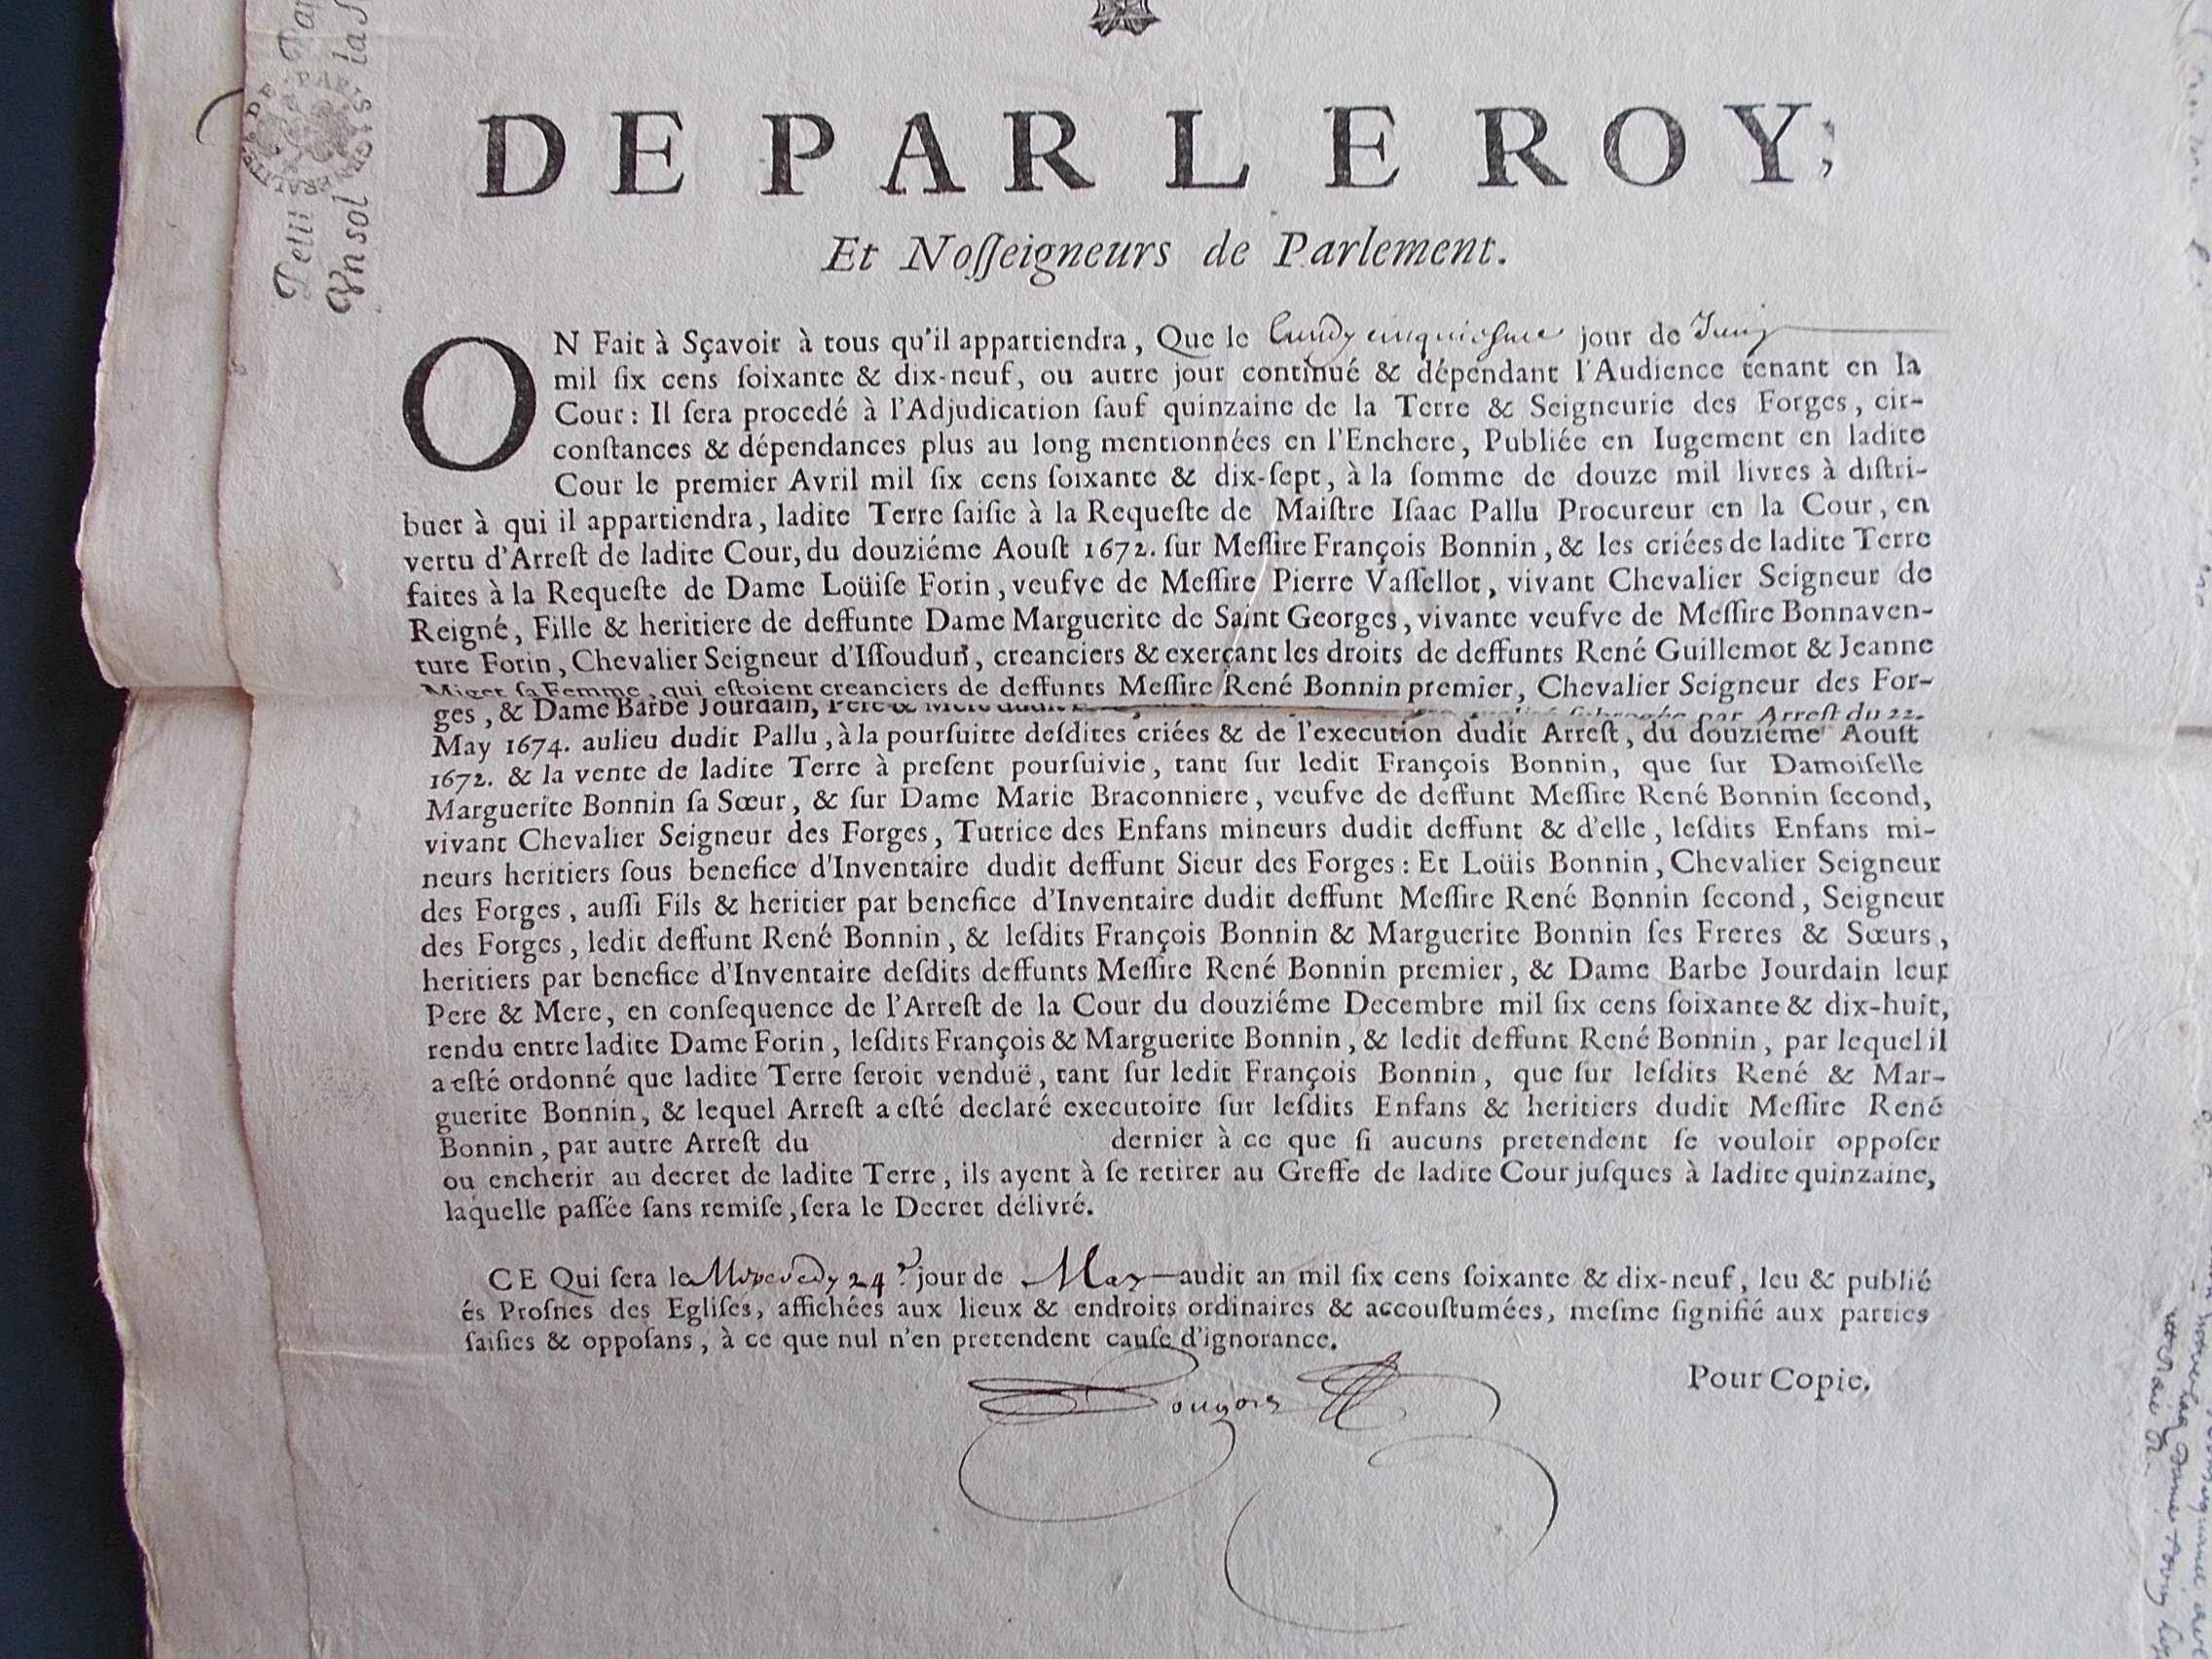 DE PAR LE ROY;
Et Noſſeigneurs de Parlement.
ON Fait à Sçavoir à tous qu'il appartiendra, Que le Lundy cinquieſme jour de Juin
mil ſix cens ſoixante & dix-neuf, ou autre jour continué & dépendant l'Audience tenant en la
Cour: Il ſera procedé à l'Adjudication ſauf quinzaine de la Terre & Seigneurie des Forges, cir-
conſtances & dépendances plus au long mentionnées en l'Enchere, Publiée en Iugement en ladite
Cour le premier Avril mil ſix cens ſoixante & dix-ſept, à la ſomme de douze mil livres à diſtri-
buer à qui il appartiendra, ladite Terre ſaiſie à la Requeſte de Maiſtre Iſaac Pallu Procureur en la Cour, en
vertu d'Arreſt de ladite Cour, du douziéme Aouſt 1672. ſur Meſſire François Bonnin, & les criées de ladite Terre
faites à la Requeſte de Dame Loüiſe Forin, veufve de Meſſire Pierre Vaſſellot, vivant Chevalier Seigneur de
Reigné, Fille & heritiere de deffunte Dame Marguerite de Saint Georges, vivante veufve de Meſſire Bonnaven-
ture Forin, Chevalier Seigneur d'Iſſoudun, creanciers & exerçant les droits de deffunts René Guillemot & Jeanne
Miget ſa Femme, qui eſtoient creanciers de deffunts Meſſire René Bonnin premier, Chevalier Seigneur des For-
ges, & Dame Barbe Jourdain, Pere & Mere dudit par Arreſt du 22.
May 1674. aulieu dudit Pallu, à la pourſuitte deſdites criées & de l'execution dudit Arreſt, du douziéme Aouſt
1672. & la vente de ladite Terre à preſent pourſuivie, tant ſur ledit François Bonnin, que ſur Damoiſelle
Marguerite Bonnin ſa Sœur, & ſur Dame Marie Braconniere, veufve de deffunt Meſſire René Bonnin ſecond,
vivant Chevalier Seigneur des Forges, Tutrice des Enfans mineurs dudit deffunt & d'elle, leſdits Enfans mi-
neurs heritiers ſous benefice d'Inventaire dudit deffunt Sieur des Forges: Et Loüis Bonnin, Chevalier Seigneur
des Forges, auſſi Fils & heritier par benefice d'Inventaire dudit deffunt Meſſire René Bonnin ſecond, Seigneur
des Forges, ledit deffunt René Bonnin, & leſdits François Bonnin & Marguerite Bonnin ſes Freres & Sœurs,
heritiers par benefice d'Inventaire deſdits deffunts Meſſire René Bonnin premier, & Dame Barbe Jourdain leur
Pere & Mere, en conſequence de l'Arreſt de la Cour du douziéme Decembre mil ſix cens ſoixante & dix-huit,
rendu entre ladite Dame Forin, leſdits François & Marguerite Bonnin, & ledit deffunt René Bonnin, par lequel il
a eſté ordonné que ladite Terre ſeroit venduë, tant ſur ledit François Bonnin, que ſur leſdits René & Mar-
guerite Bonnin, & lequel Arreſt a eſté declaré executoire ſur leſdits Enfans & heritiers dudit Meſſire René
Bonnin, par autre Arreſt du dernier à ce que ſi aucuns pretendent ſe vouloir oppoſer
ou encherir au decret de ladite Terre, ils ayent à ſe retirer au Greffe de ladite Cour juſques à ladite quinzaine,
laquelle paſſée ſans remiſe, ſera le Decret délivré.
CE Qui ſera le Mercredy 24e jour de May audit an mil ſix cens ſoixante & dix-neuf, leu & publié
és Proſnes des Egliſes, affichées aux lieux & endroits ordinaires & accouſtumées, meſme ſignifié aux parties
ſaiſies & oppoſans, à ce que nul n'en pretendent cauſe d'ignorance.
Pour Copie.
Petit Pa
Vn sol